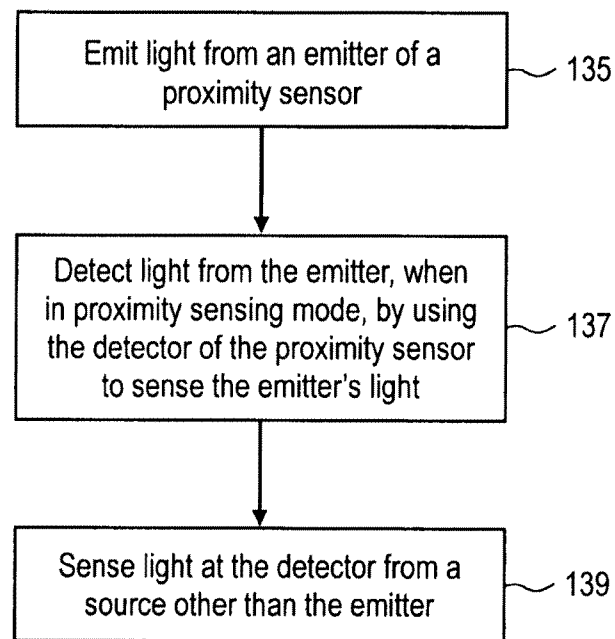 Emit light from an emitter of a
proximity sensor
135
Detect light from the emitter, when
in proximity sensing mode, by using
the detector of the proximity sensor
to sense the emitter's light
137
Sense light at the detector from a
source other than the emitter
139